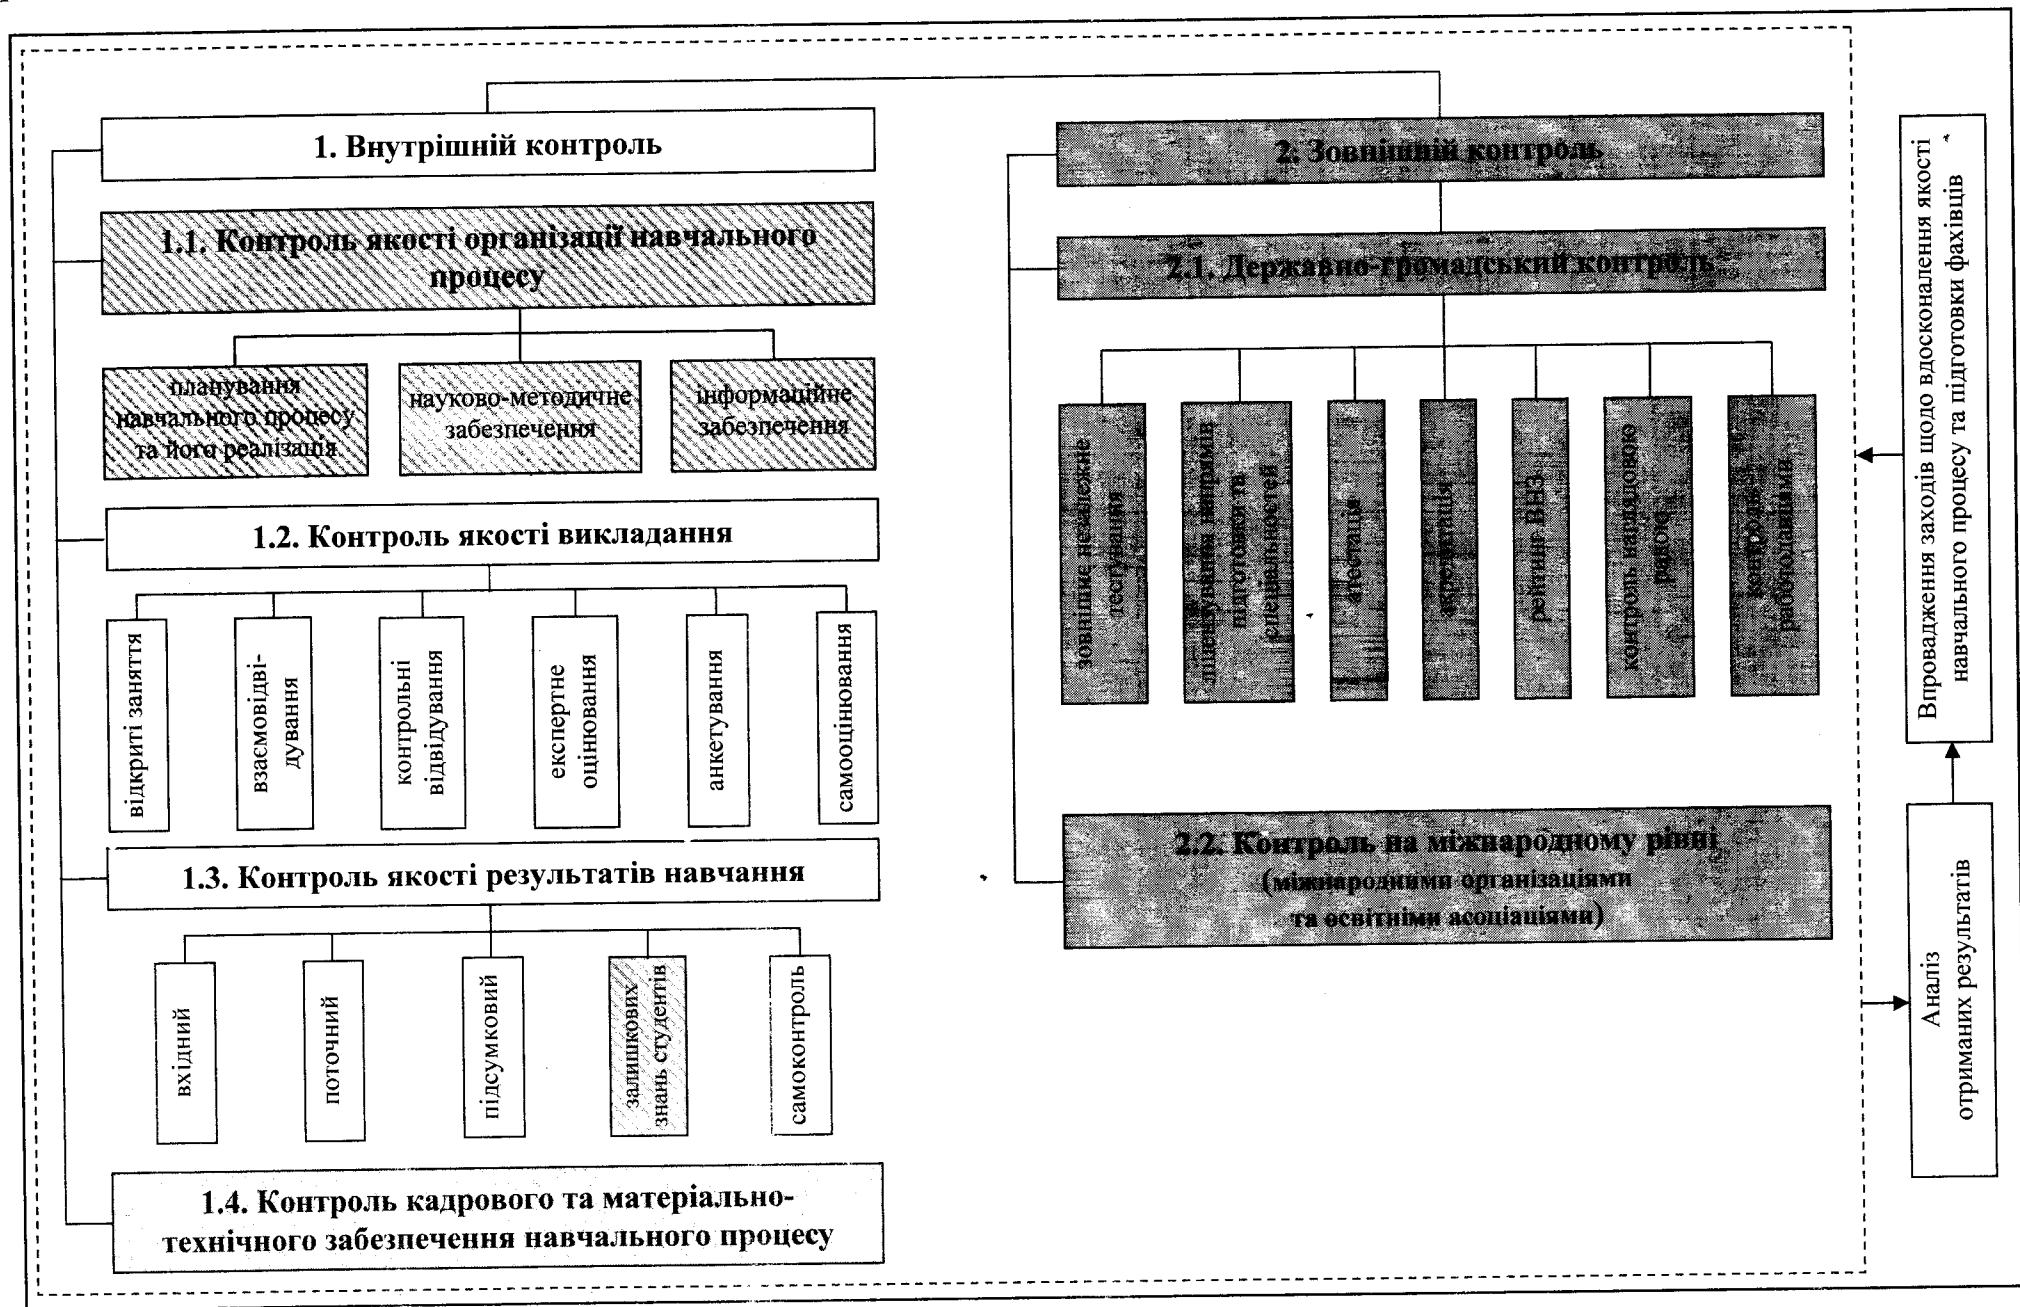 1. Внутрішній контроль
1.1. Контроль якості організації навчального
процесу
планування
навчального процесу
та його реалізація
науково-методичне
забезпечення
інформаційне
забезпечення
1.2. Контроль якості викладання
відкриті заняття
взаємовідві-
дування
контрольні
відвідування
експертне
оцінювання
анкетування
самооцінювання
1.3. Контроль якості результатів навчання
вхідний
поточний
підсумковий
залишкових
знань студентів
самоконтроль
1.4. Контроль кадрового та матеріально-
технічного забезпечення навчального процесу
2. Зовнішній контроль
2.1. Державно-громадський контроль
зовнішнє незалежне
тестування
ліцензування напрямів
підготовки та
спеціальностей
атестація
акредитація
рейтинг ВНЗ
контроль наглядовою
радою
контроль
работодавцями
2.2. Контроль на міжнародному рівні
(міжнародними організаціями
та освітніми асоціаціями)
Впровадження заходів щодо вдосконалення якості
навчального процесу та підготовки фахівців
Аналіз
отриманих результатів